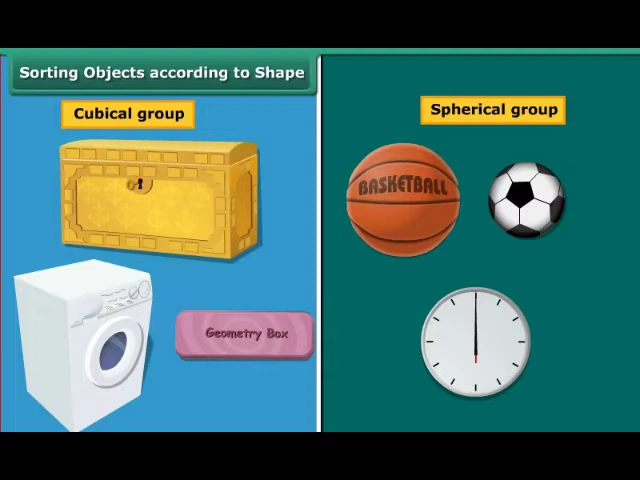 Sorting Objects according to Shape
Cubical group
Spherical group
BASKETBALL
Geometry Box